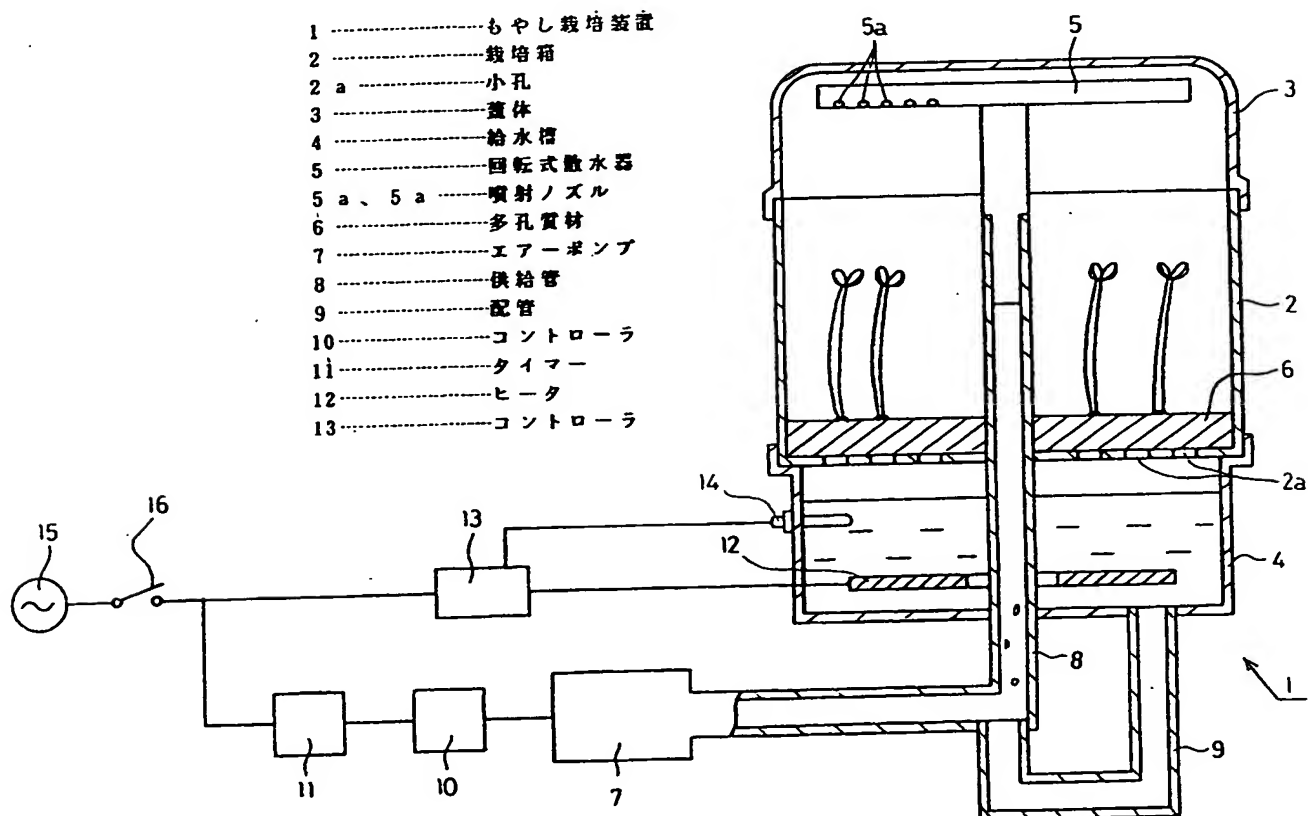 1 ---------- もやし栽培装置
2 ---------- 栽培箱
2 a ---------- 小孔
3 ---------- 蓋体
4 ---------- 給水槽
5 ---------- 回転式散水器
5 a 、 5 a ---------- 噴射ノズル
6 ---------- 多孔質材
7 ---------- エアーポンプ
8 ---------- 供給管
9 ---------- 配管
10 ---------- コントローラ
11 ---------- タイマー
12 ---------- ヒータ
13 ---------- コントローラ
5a
5
3
2
6
2a
14
16
15
13
12
4
8
1
11
10
7
9